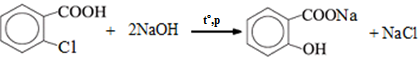 COOH
Cl
+ 2NaOH
t°,p
COONa
OH
+ NaCl